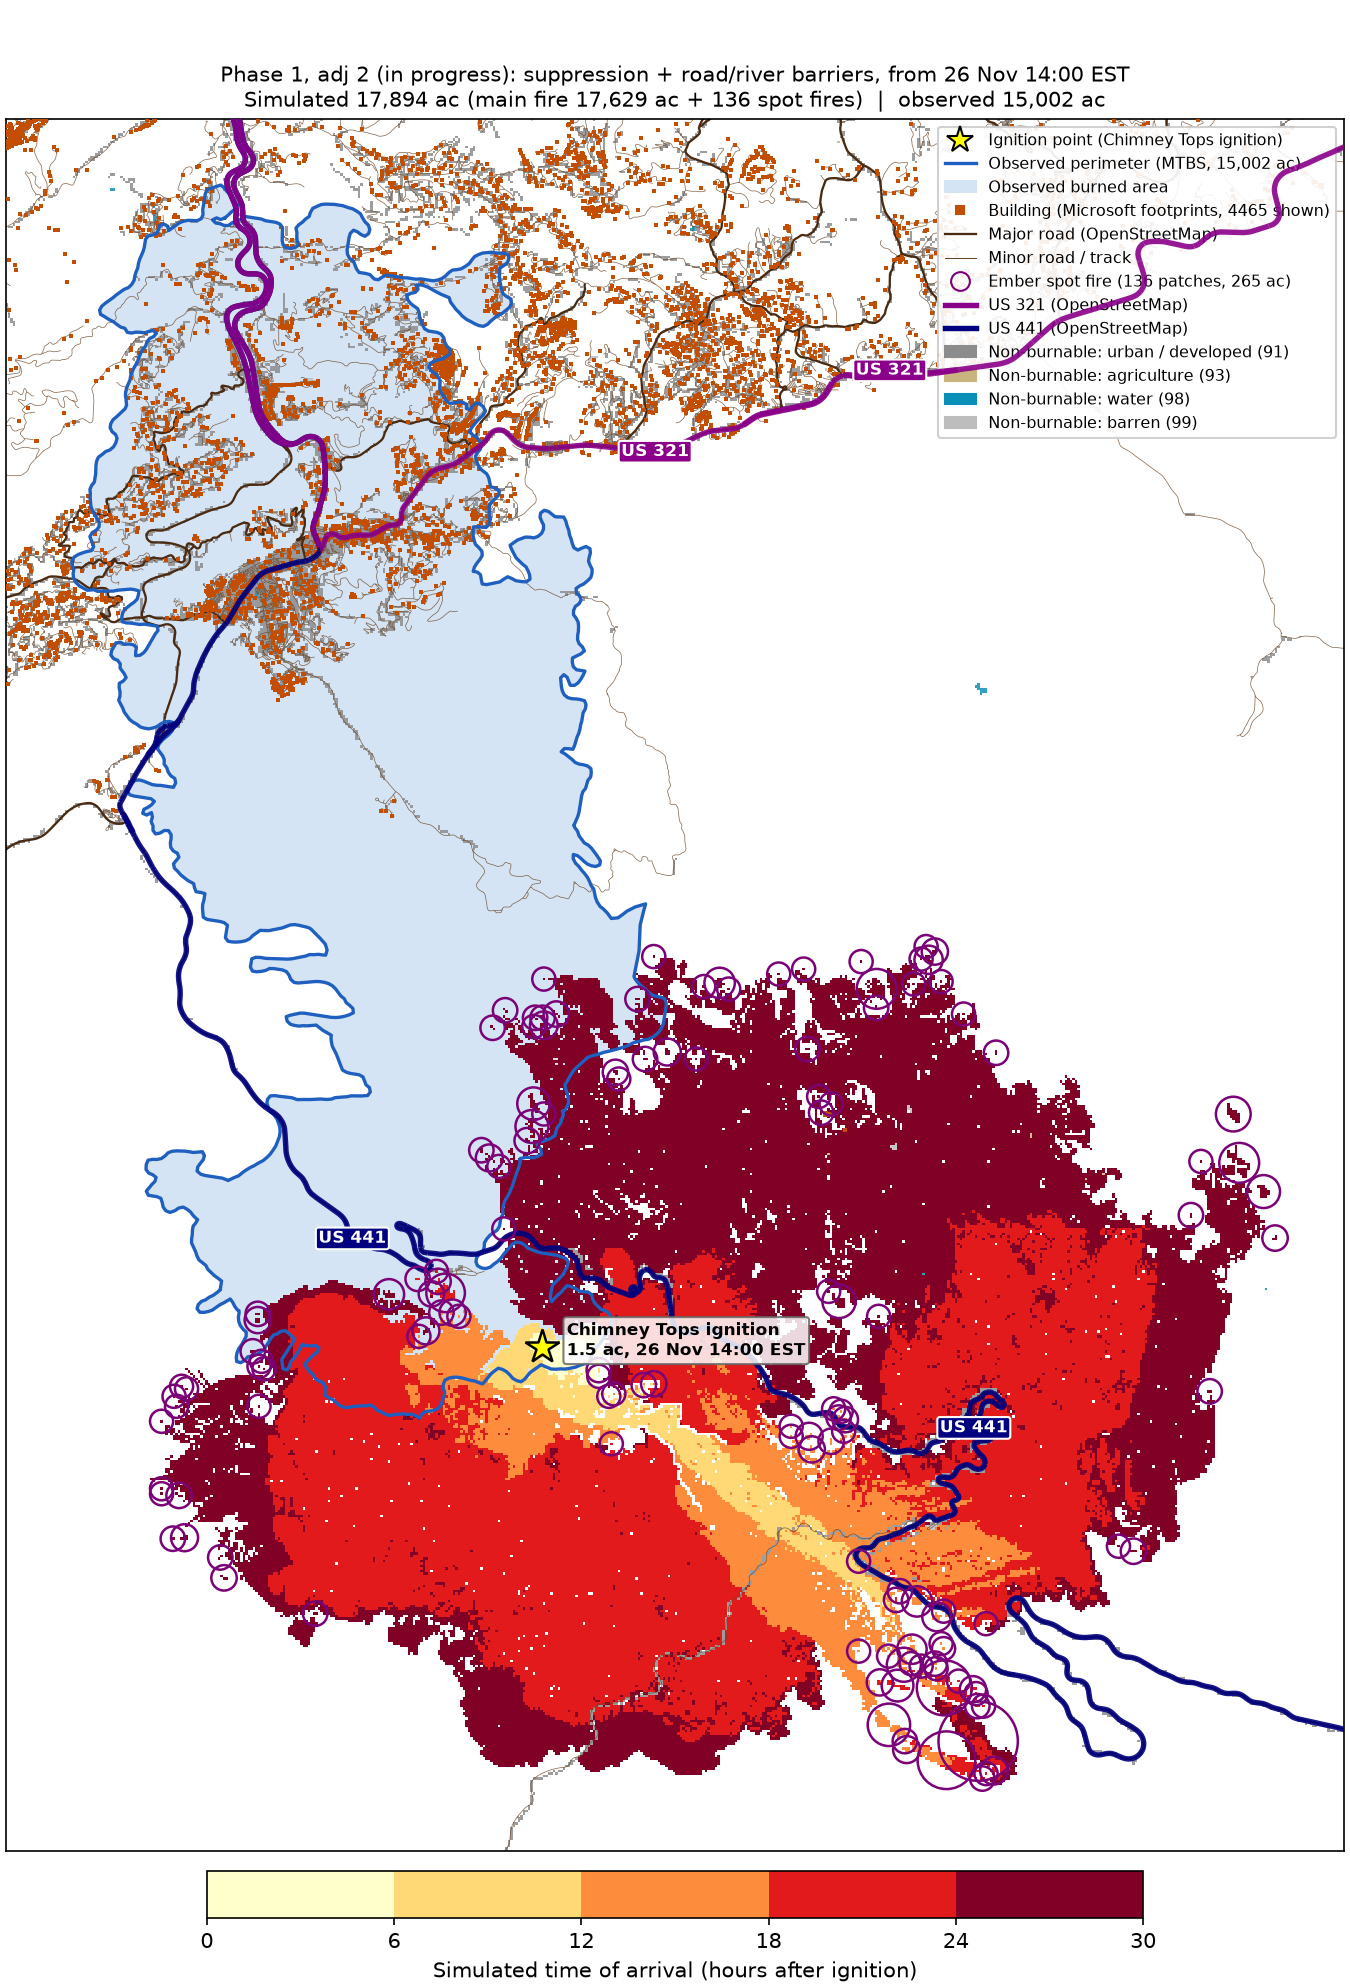 Phase 1, adj 2 (in progress): suppression + road/river barriers, from 26 Nov 14:00 EST
Simulated 17,894 ac (main fire 17,629 ac + 136 spot fires)  |  observed 15,002 ac
Ignition point (Chimney Tops ignition)
Observed perimeter (MTBS, 15,002 ac)
Observed burned area
Building (Microsoft footprints, 4465 shown)
Major road (OpenStreetMap)
Minor road / track
Ember spot fire (136 patches, 265 ac)
US 321 (OpenStreetMap)
US 441 (OpenStreetMap)
Non-burnable: urban / developed (91)
Non-burnable: agriculture (93)
Non-burnable: water (98)
Non-burnable: barren (99)
US 321
US 321
US 441
Chimney Tops ignition
1.5 ac, 26 Nov 14:00 EST
US 441
0 6 12 18 24 30
Simulated time of arrival (hours after ignition)